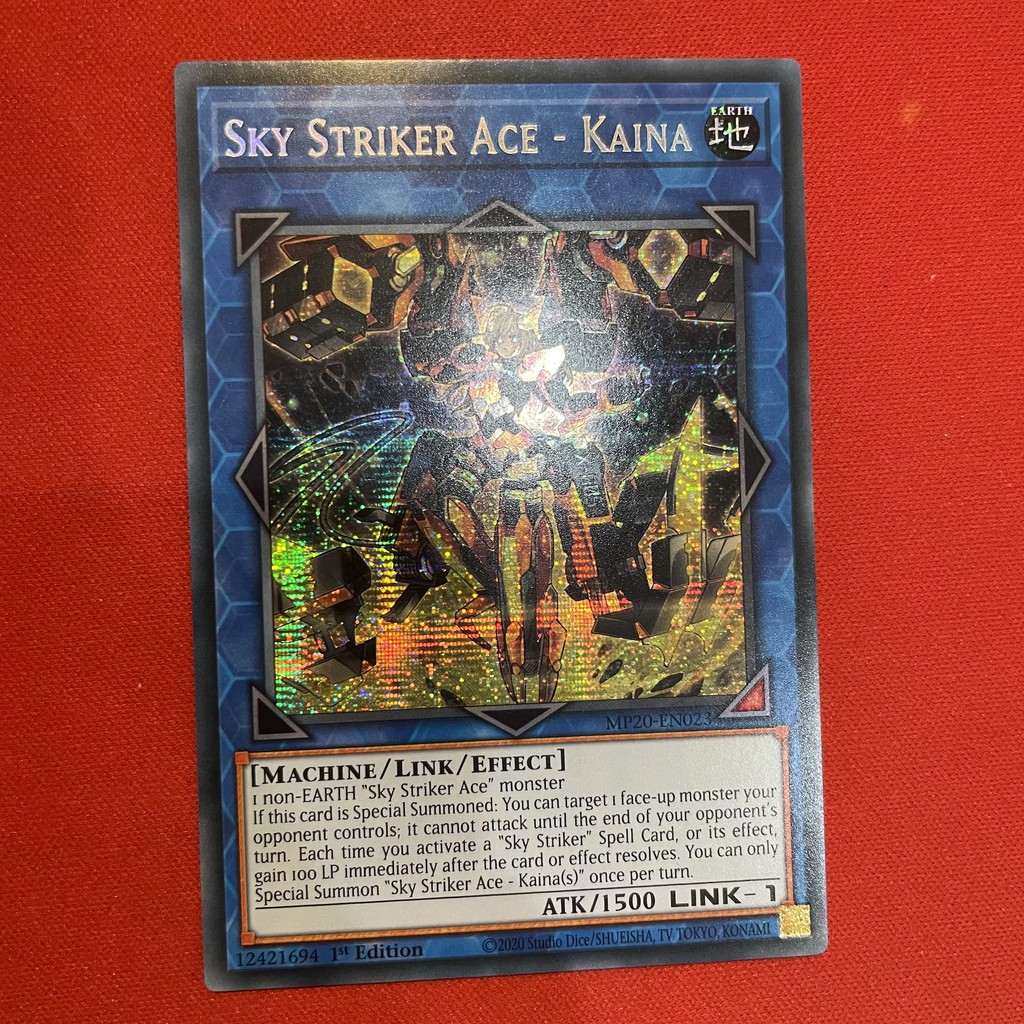 SKY STRIKER ACE - KAINA
EARTH
地
MP20-EN023
[MACHINE/LINK/EFFECT]
1 non-EARTH "Sky Striker Ace" monster
If this card is Special Summoned: You can target 1 face-up monster your
opponent controls; it cannot attack until the end of your opponent's
turn. Each time you activate a "Sky Striker" Spell Card, or its effect,
gain 100 LP immediately after the card or effect resolves. You can only
Special Summon "Sky Striker Ace - Kaina(s)" once per turn.
ATK/1500 LINK-1
12421694 1st Edition
©2020 Studio Dice/SHUEISHA, TV TOKYO, KONAMI